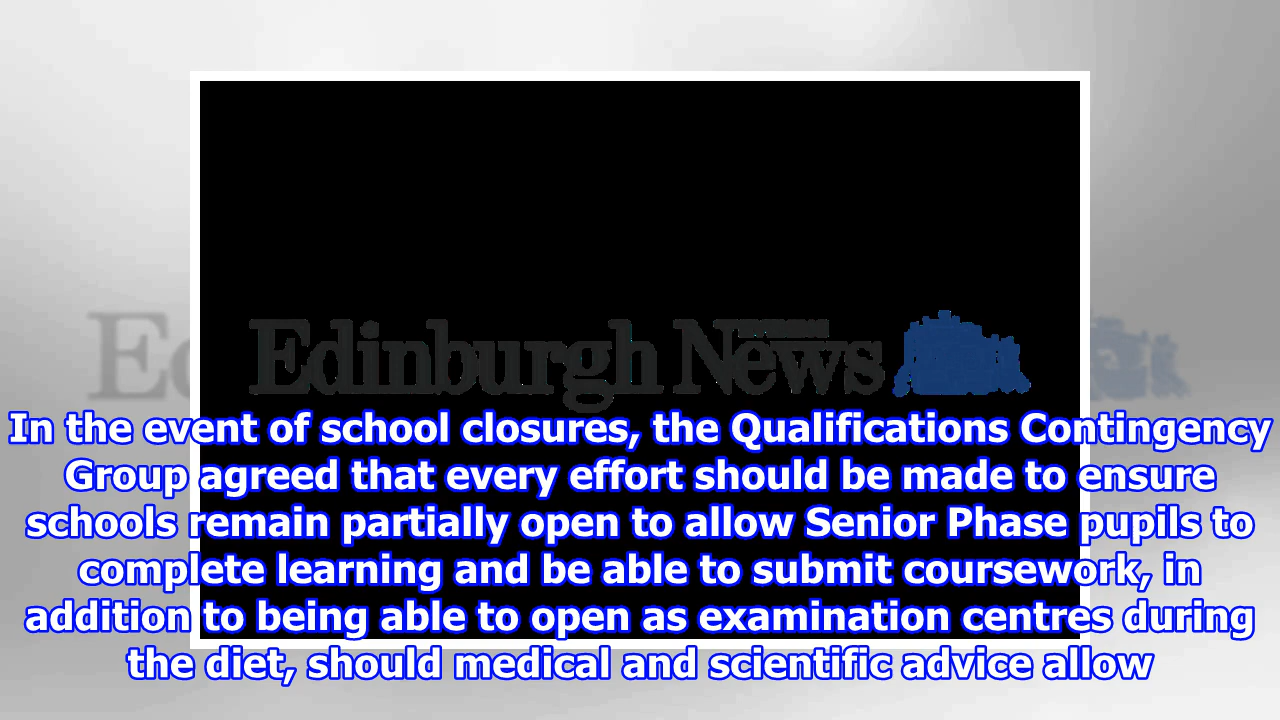 Edinburgh News
In the event of school closures, the Qualifications Contingency
Group agreed that every effort should be made to ensure
schools remain partially open to allow Senior Phase pupils to
complete learning and be able to submit coursework, in
addition to being able to open as examination centres during
the diet, should medical and scientific advice allow